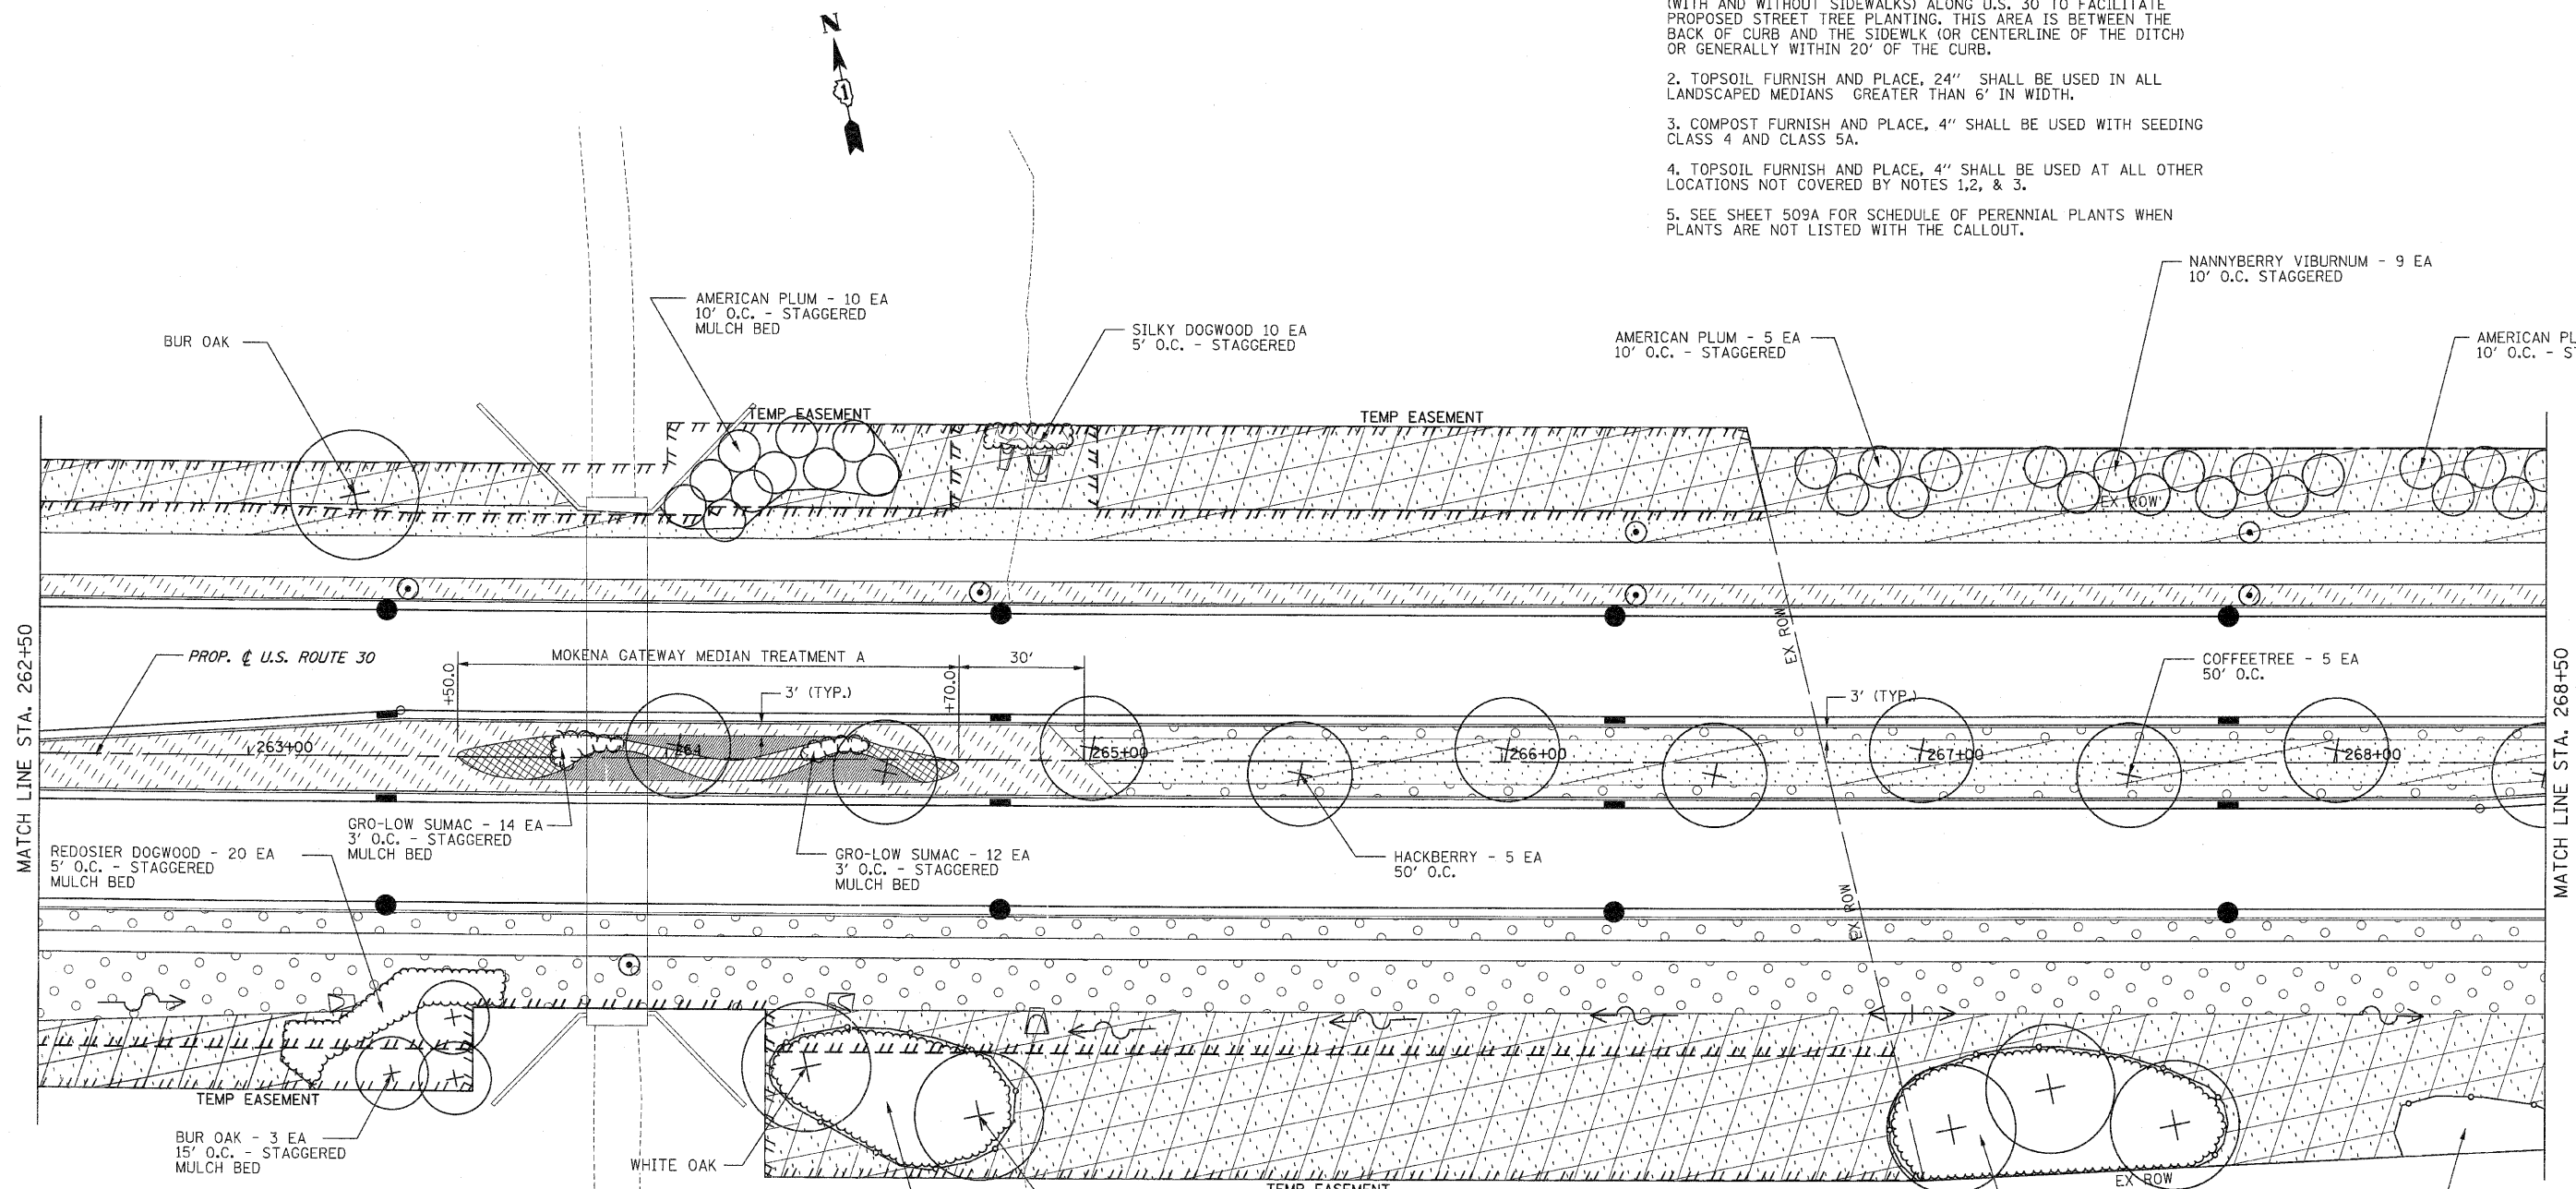 (WITH AND WITHOUT SIDEWALKS) ALONG U.S. 30 TO FACILITATE
PROPOSED STREET TREE PLANTING. THIS AREA IS BETWEEN THE
BACK OF CURB AND THE SIDEWLK (OR CENTERLINE OF THE DITCH)
OR GENERALLY WITHIN 20' OF THE CURB.
2. TOPSOIL FURNISH AND PLACE, 24" SHALL BE USED IN ALL
LANDSCAPED MEDIANS GREATER THAN 6' IN WIDTH.
3. COMPOST FURNISH AND PLACE, 4" SHALL BE USED WITH SEEDING
CLASS 4 AND CLASS 5A.
4. TOPSOIL FURNISH AND PLACE, 4" SHALL BE USED AT ALL OTHER
LOCATIONS NOT COVERED BY NOTES 1,2, & 3.
5. SEE SHEET 509A FOR SCHEDULE OF PERENNIAL PLANTS WHEN
PLANTS ARE NOT LISTED WITH THE CALLOUT.
N
1
NANNYBERRY VIBURNUM - 9 EA
10' O.C. STAGGERED
AMERICAN PLUM - 10 EA
10' O.C. - STAGGERED
MULCH BED
BUR OAK
SILKY DOGWOOD 10 EA
5' O.C. - STAGGERED
AMERICAN PLUM - 5 EA
10' O.C. - STAGGERED
AMERICAN PL
10' O.C. - ST
TEMP EASEMENT
TEMP EASEMENT
EX ROW
EX ROW
MATCH LINE STA. 262+50
PROP. ℄ U.S. ROUTE 30
+50.0
MOKENA GATEWAY MEDIAN TREATMENT A
+70.0
30'
3' (TYP.)
3' (TYP.)
COFFEETREE - 5 EA
50' O.C.
MATCH LINE STA. 268+50
263+00
264
265+00
266+00
267+00
268+00
GRO-LOW SUMAC - 14 EA
3' O.C. - STAGGERED
MULCH BED
GRO-LOW SUMAC - 12 EA
3' O.C. - STAGGERED
MULCH BED
HACKBERRY - 5 EA
50' O.C.
REDOSIER DOGWOOD - 20 EA
5' O.C. - STAGGERED
MULCH BED
EX ROW
TEMP EASEMENT
BUR OAK - 3 EA
15' O.C. - STAGGERED
MULCH BED
WHITE OAK
TEMP EASEMENT
EX ROW